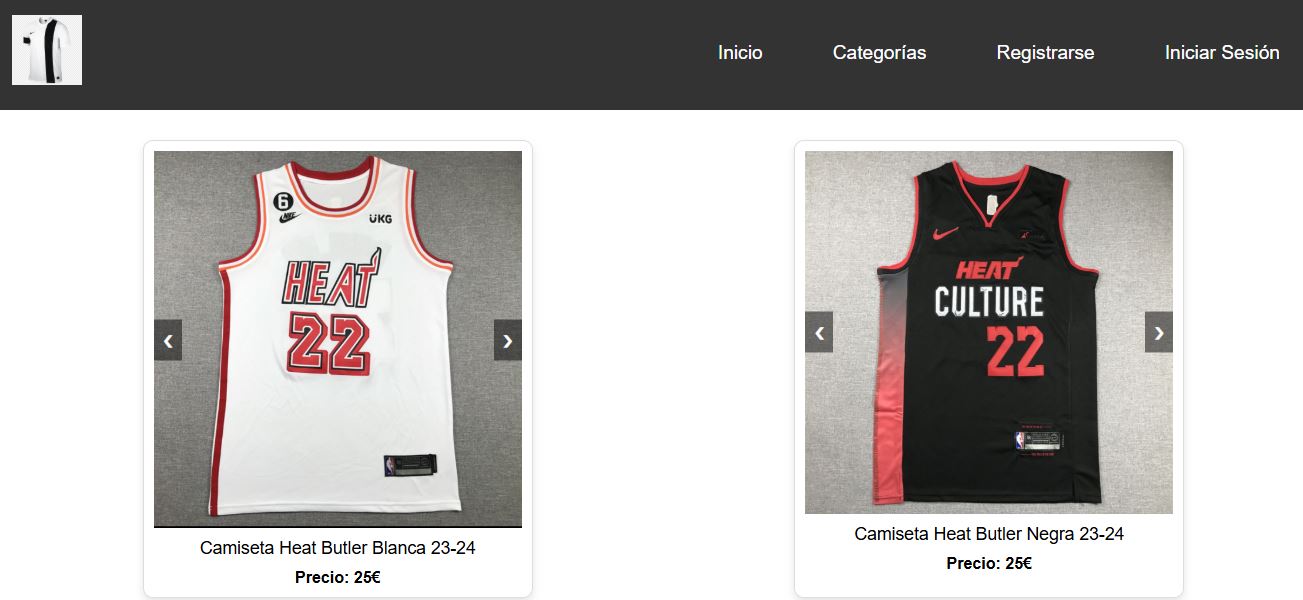 Inicio
Categorías
Registrarse
Iniciar Sesión
6
UKG
HEAT
22
HEAT
CULTURE
22
Camiseta Heat Butler Blanca 23-24
Precio: 25€
Camiseta Heat Butler Negra 23-24
Precio: 25€